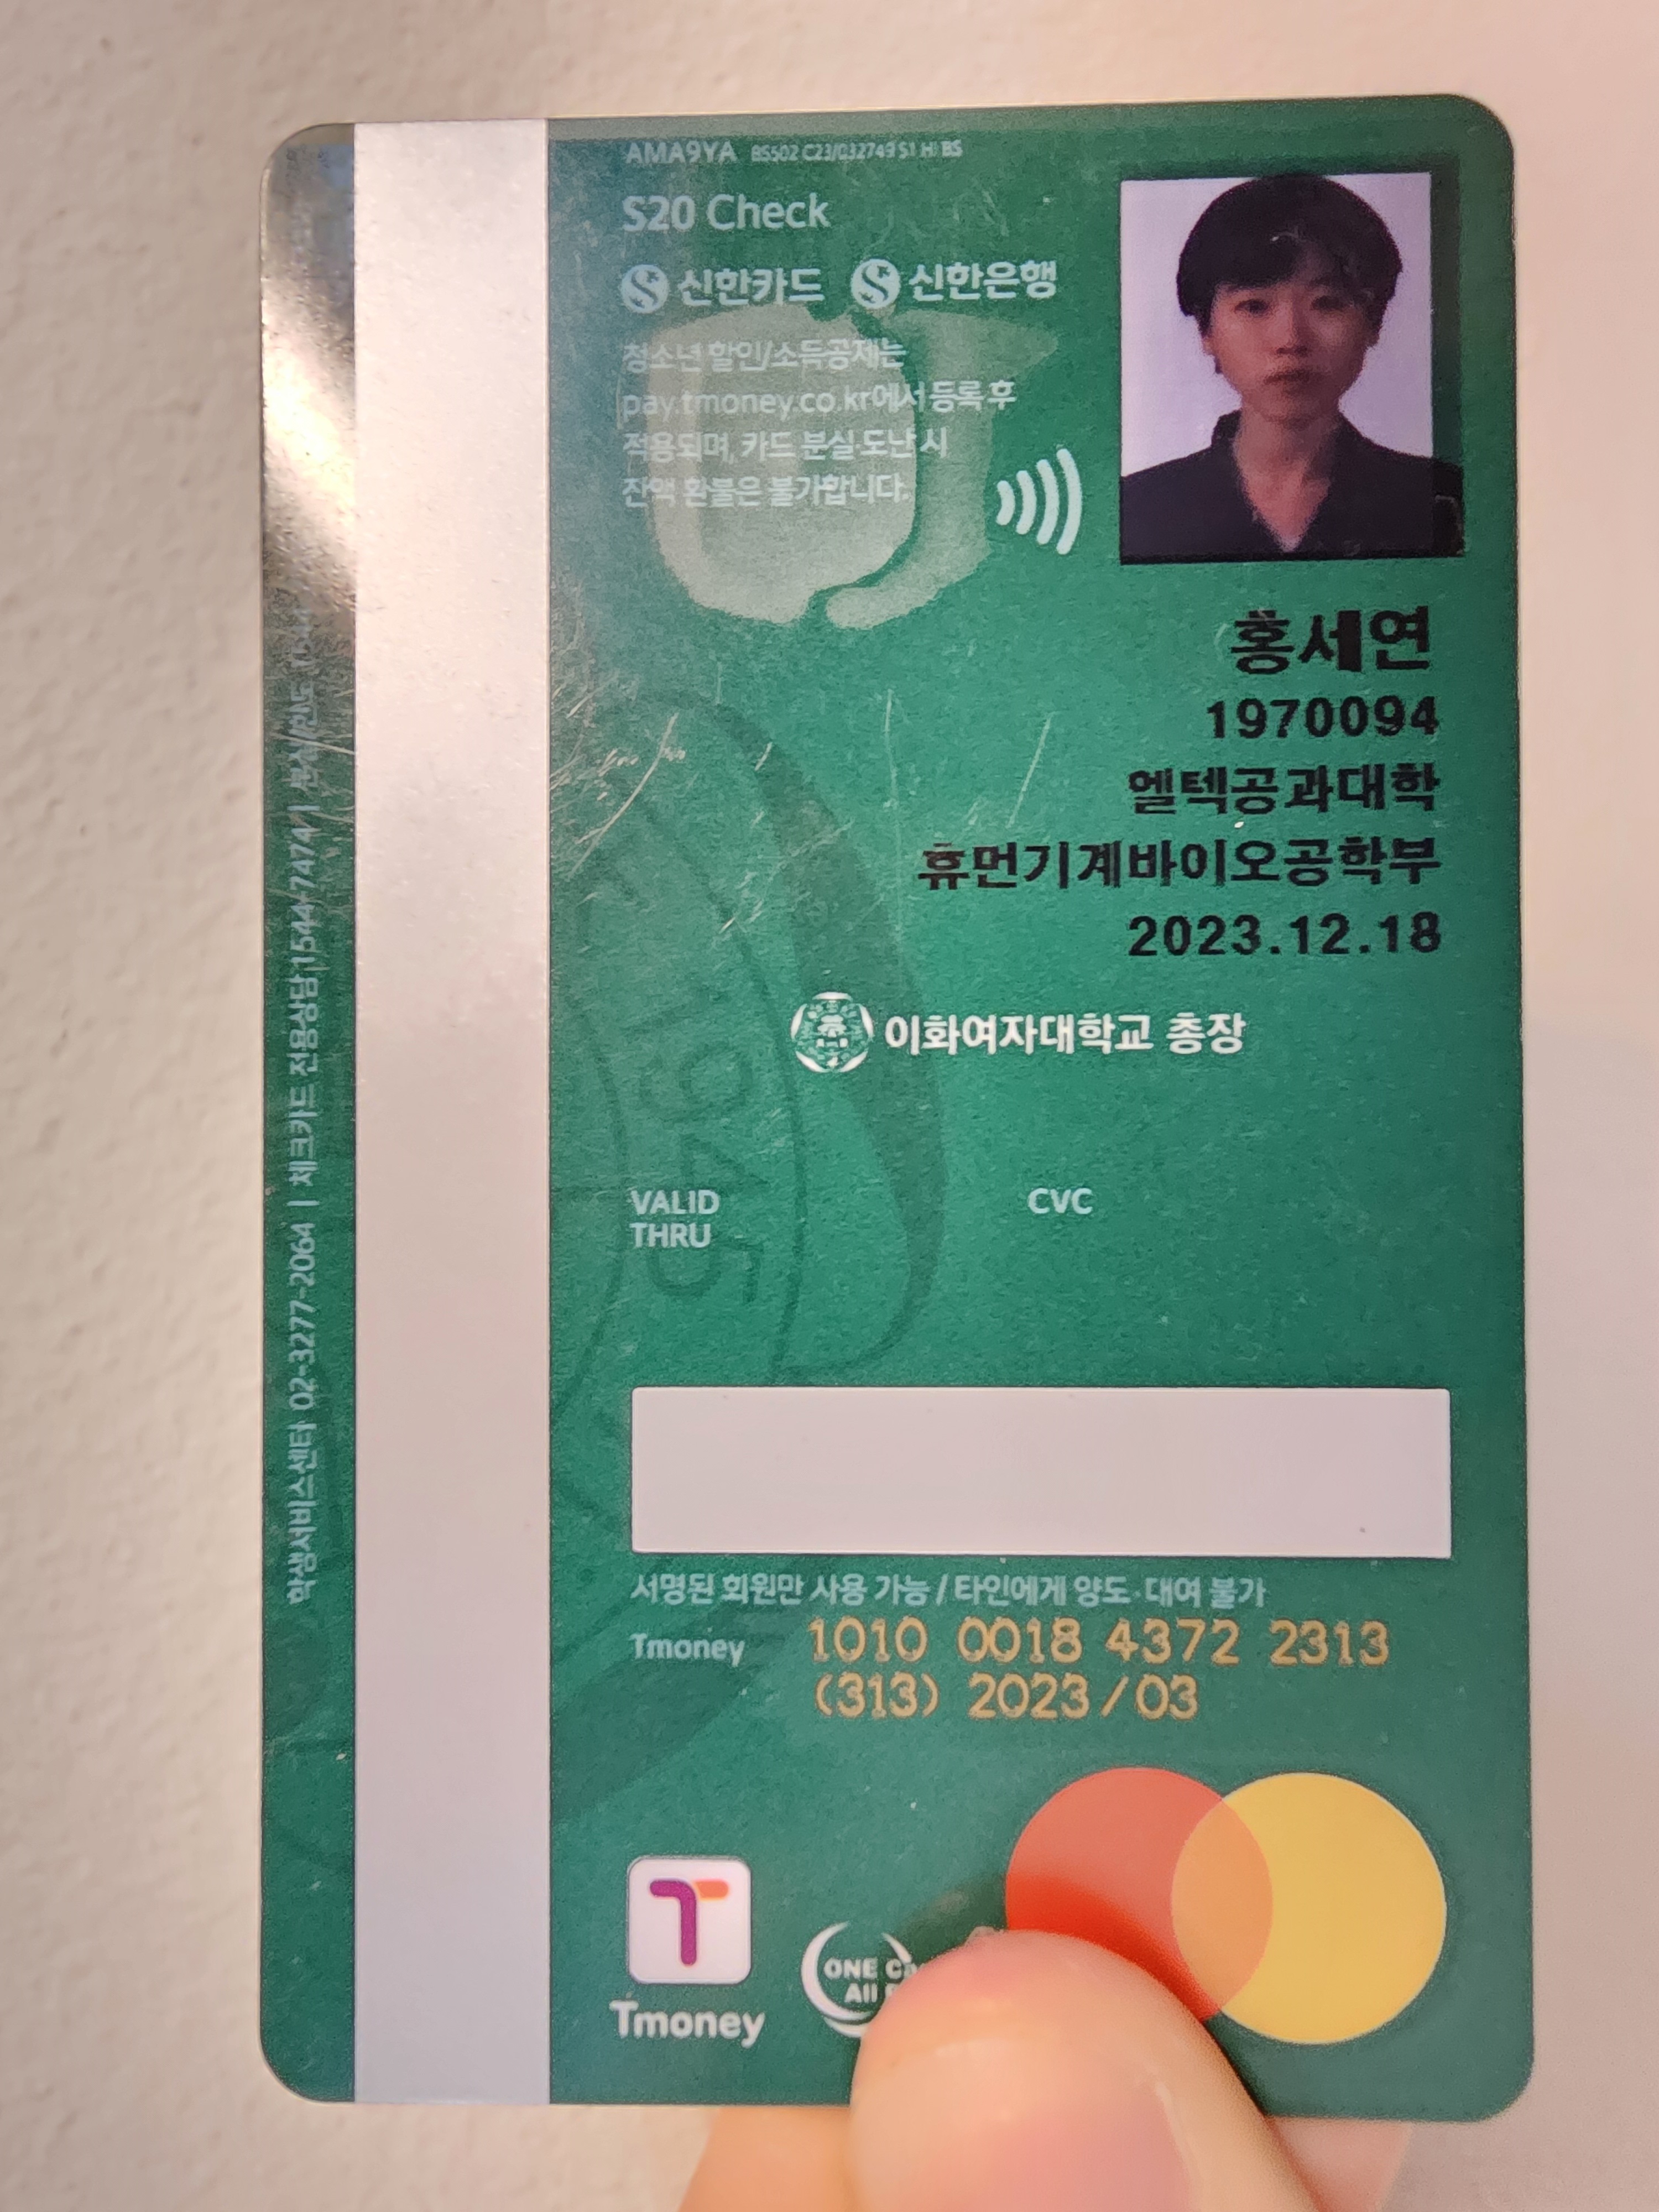 AMA9YA BS502 C23/032749 S1 H BS
S20 Check
신한카드 신한은행
청소년 할인/소득공제는
pay.tmoney.co.kr에서 등록 후
적용되며, 카드 분실·도난 시
잔액 환불은 불가합니다.
홍세연
1970094
엘텍공과대학
휴먼기계바이오공학부
2023.12.18
이화여자대학교 총장
VALID
THRU
CVC
서명된 회원만 사용 가능 / 타인에게 양도·대여 불가
Tmoney 1010 0018 4372 2313
(313) 2023/03
T
Tmoney
ONE
All
학생서비스센터 02-3277-2064 | 체크카드 전용상담 1544-7474 | 분실/한도